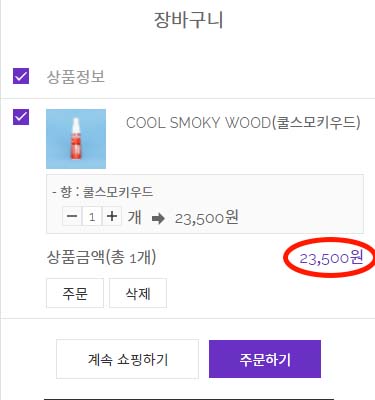 장바구니
상품정보
COOL SMOKY WOOD(쿨스모키우드)
- 향 : 쿨스모키우드
1 개 ➡ 23,500원
상품금액(총 1개) 23,500원
주문 삭제
계속 쇼핑하기 주문하기